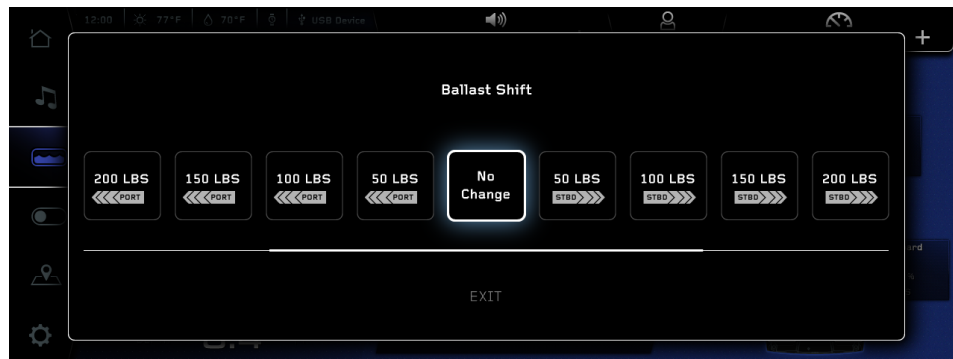 12:00 77°F 70°F USB Device
Ballast Shift
200 LBS
PORT
150 LBS
PORT
100 LBS
PORT
50 LBS
PORT
No
Change
50 LBS
STBD
100 LBS
STBD
150 LBS
STBD
200 LBS
STBD
EXIT